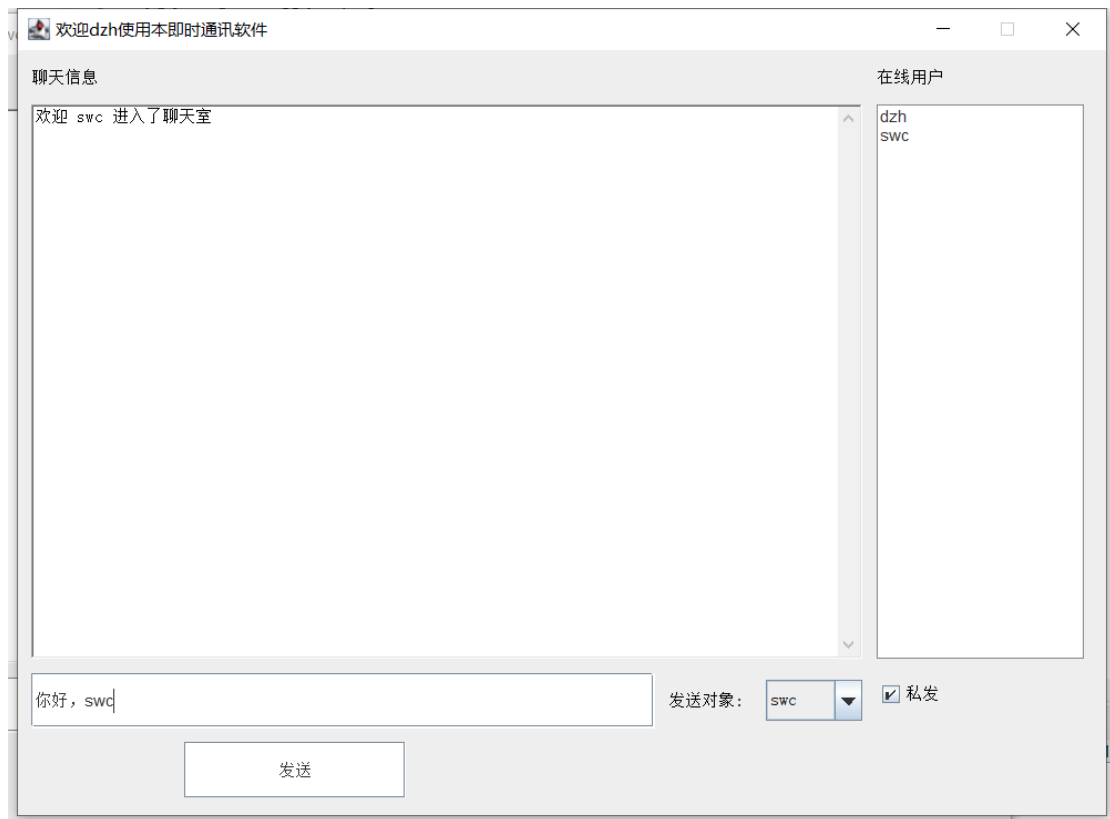 欢迎dzh使用本即时通讯软件
聊天信息
在线用户
欢迎 swc 进入了聊天室
dzh
swc
你好，swc
发送对象：
swc
私发
发送